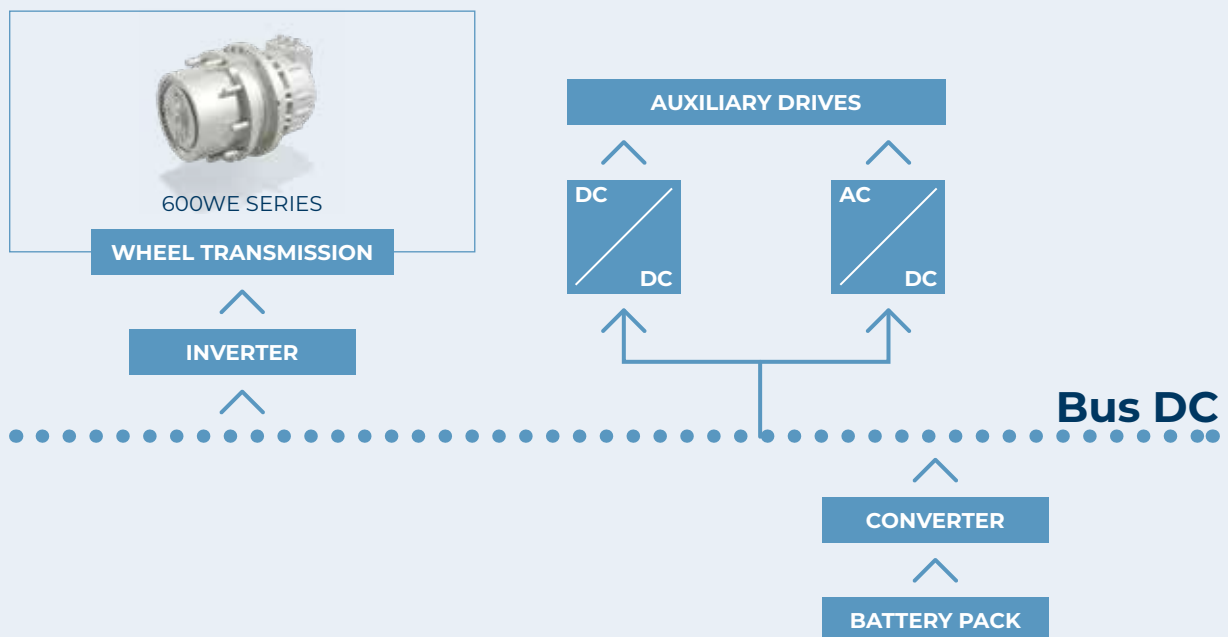 600WE SERIES
WHEEL TRANSMISSION
INVERTER
AUXILIARY DRIVES
DC
DC
AC
DC
Bus DC
CONVERTER
BATTERY PACK